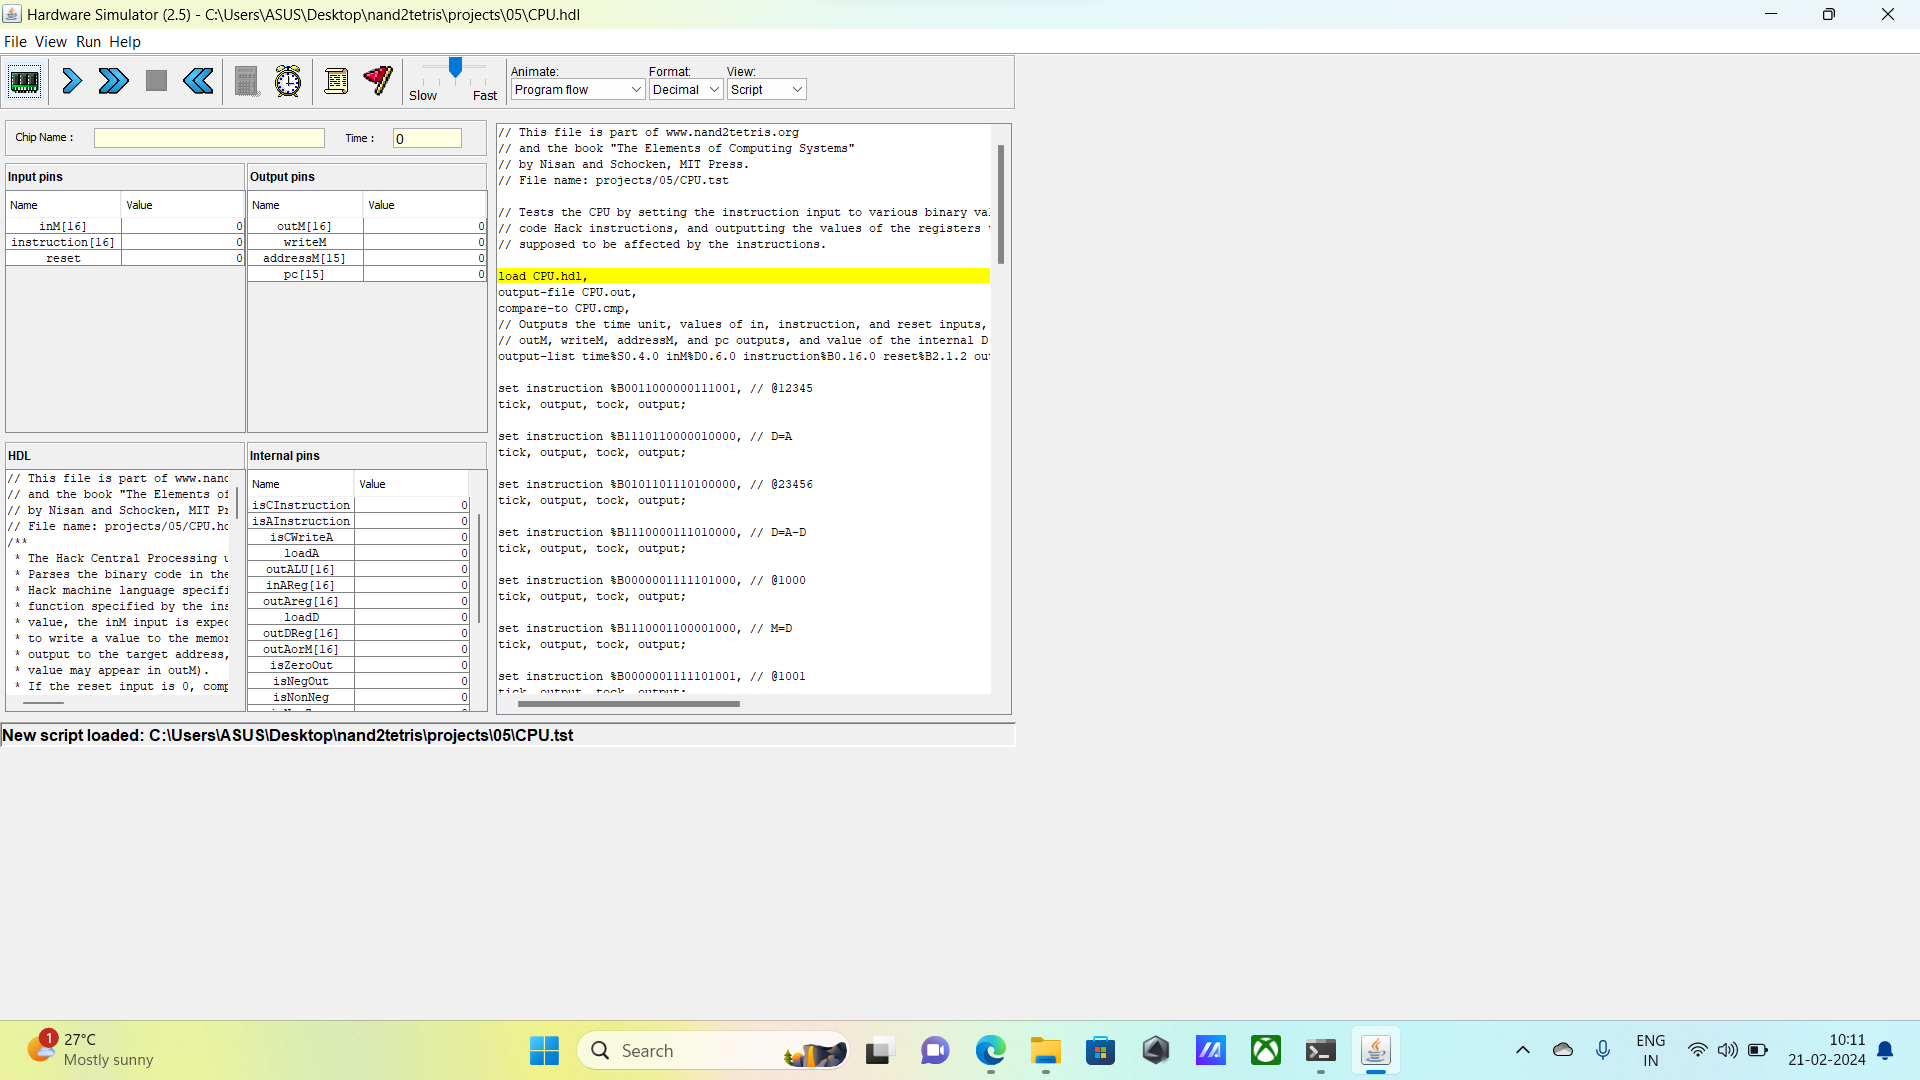 Hardware Simulator (2.5) - C:\Users\ASUS\Desktop\nand2tetris\projects\05\CPU.hdl
File View Run Help
Slow Fast
Animate: Format: View:
Program flow Decimal Script
Chip Name : Time : 0
Input pins
Name Value
inM[16] 0
instruction[16] 0
reset 0
Output pins
Name Value
outM[16] 0
writeM 0
addressM[15] 0
pc[15] 0
HDL
// This file is part of www.nand
// and the book "The Elements of
// by Nisan and Schocken, MIT Pr
// File name: projects/05/CPU.hd
/**
* The Hack Central Processing u
* Parses the binary code in the
* Hack machine language specifi
* function specified by the ins
* value, the inM input is expec
* to write a value to the memor
* output to the target address,
* value may appear in outM).
* If the reset input is 0, comp
Internal pins
Name Value
isCInstruction 0
isAInstruction 0
isCWriteA 0
loadA 0
outALU[16] 0
inAReg[16] 0
outAreg[16] 0
loadD 0
outDReg[16] 0
outAorM[16] 0
isZeroOut 0
isNegOut 0
isNonNeg 0
// This file is part of www.nand2tetris.org
// and the book "The Elements of Computing Systems"
// by Nisan and Schocken, MIT Press.
// File name: projects/05/CPU.tst
// Tests the CPU by setting the instruction input to various binary val
// code Hack instructions, and outputting the values of the registers
// supposed to be affected by the instructions.
load CPU.hdl,
output-file CPU.out,
compare-to CPU.cmp,
// Outputs the time unit, values of in, instruction, and reset inputs,
// outM, writeM, addressM, and pc outputs, and value of the internal D
output-list time%S0.4.0 inM%D0.6.0 instruction%B0.16.0 reset%B2.1.2 ou
set instruction %B0011000000111001, // @12345
tick, output, tock, output;
set instruction %B1110110000010000, // D=A
tick, output, tock, output;
set instruction %B0101101110100000, // @23456
tick, output, tock, output;
set instruction %B1110000111010000, // D=A-D
tick, output, tock, output;
set instruction %B0000001111101000, // @1000
tick, output, tock, output;
set instruction %B1110001100001000, // M=D
tick, output, tock, output;
set instruction %B0000001111101001, // @1001
tick, output, tock, output;
New script loaded: C:\Users\ASUS\Desktop\nand2tetris\projects\05\CPU.tst
1
27°C
Mostly sunny
Search
ENG
IN
10:11
21-02-2024